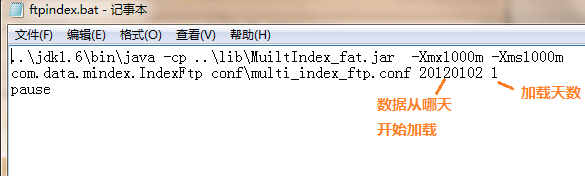 ftpindex.bat - 记事本
文件(F) 编辑(E) 格式(O) 查看(V) 帮助(H)
..\jdk1.6\bin\java -cp ..\lib\MuiltIndex_fat.jar -Xmx1000m -Xms1000m
com.data.mindex.IndexFtp conf\multi_index_ftp.conf 20120102 1
pause
加载天数
数据从哪天
开始加载